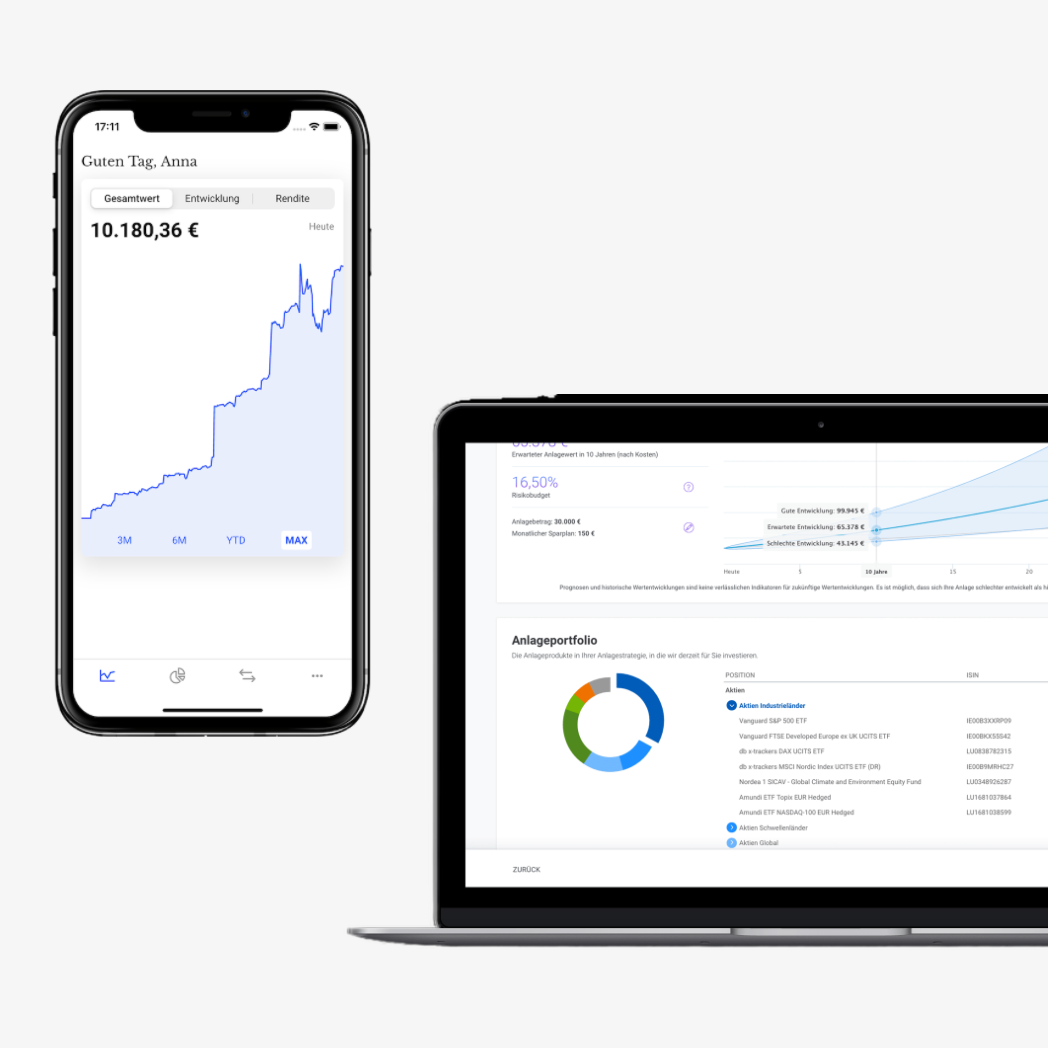 17:11
Guten Tag, Anna
Gesamtwert Entwicklung Rendite
10.180,36 €
Heute
3M 6M YTD MAX
Erwarteter Anlagewert in 10 Jahren (nach Kosten)
16,50%
Risikobudget
Anlagebetrag: 30.000 €
Monatlicher Sparplan: 150 €
Gute Entwicklung: 99.945 €
Erwartete Entwicklung: 65.378 €
Schlechte Entwicklung: 43.145 €
Heute 5 10 Jahre 15 20
Prognosen und historische Wertentwicklungen sind keine verlässlichen Indikatoren für zukünftige Wertentwicklungen. Es ist möglich, dass sich Ihre Anlage schlechter entwickelt als
Anlageportfolio
Die Anlageprodukte in Ihrer Anlagestrategie, in die wir derzeit für Sie investieren.
POSITION ISIN
Aktien
Aktien Industrieländer
Vanguard S&P 500 ETF IE00B3XXRP09
Vanguard FTSE Developed Europe ex UK UCITS ETF IE00BKX55S42
db x-trackers DAX UCITS ETF LU0838782315
db x-trackers MSCI Nordic Index UCITS ETF (DR) IE00B9MRHC27
Nordea 1 SICAV - Global Climate and Environment Equity Fund LU0348926287
Amundi ETF Topix EUR Hedged LU1681037864
Amundi ETF NASDAQ-100 EUR Hedged LU1681038599
Aktien Schwellenländer
Aktien Global
ZURÜCK